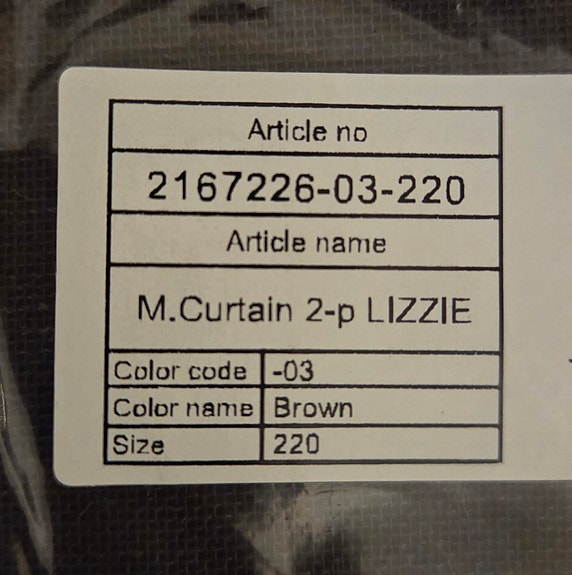 Article no
2167226-03-220
Article name
M.Curtain 2-p LIZZIE
Color code -03
Color name Brown
Size 220